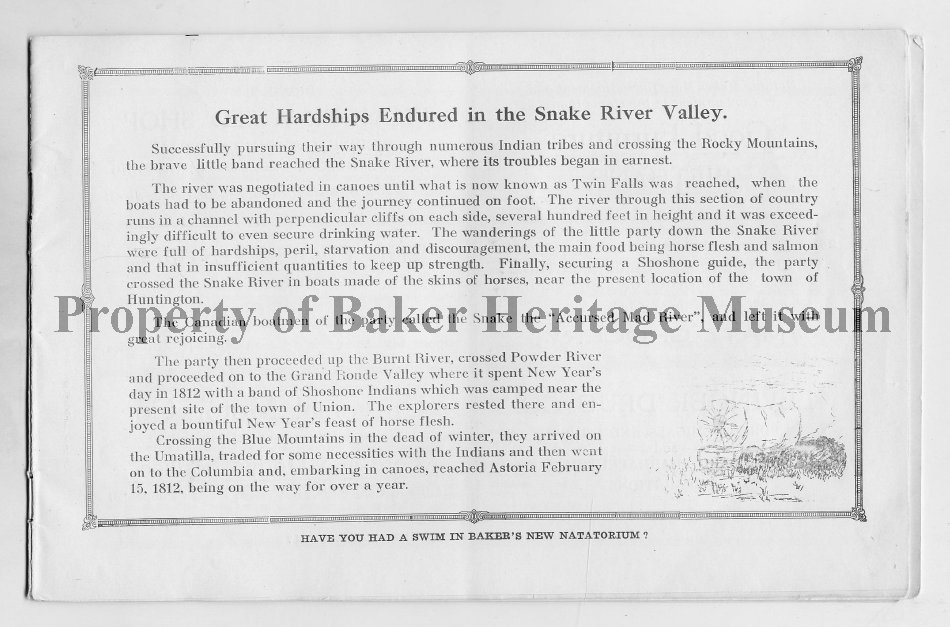 Great Hardships Endured in the Snake River Valley.
Successfully pursuing their way through numerous Indian tribes and crossing the Rocky Mountains,
the brave little band reached the Snake River, where its troubles began in earnest.
The river was negotiated in canoes until what is now known as Twin Falls was reached, when the
boats had to be abandoned and the journey continued on foot. The river through this section of country
runs in a channel with perpendicular cliffs on each side, several hundred feet in height and it was exceed-
ingly difficult to even secure drinking water. The wanderings of the little party down the Snake River
were full of hardships, peril, starvation and discouragement, the main food being horse flesh and salmon
and that in insufficient quantities to keep up strength. Finally, securing a Shoshone guide, the party
crossed the Snake River in boats made of the skins of horses, near the present location of the town of
Huntington.
Property of Baker Heritage Museum
The Canadian boatmen of the party called the Snake the "Accursed Mad River", and left it with
great rejoicing.
The party then proceeded up the Burnt River, crossed Powder River
and proceeded on to the Grand Ronde Valley where it spent New Year's
day in 1812 with a band of Shoshone Indians which was camped near the
present site of the town of Union. The explorers rested there and en-
joyed a bountiful New Year's feast of horse flesh.
Crossing the Blue Mountains in the dead of winter, they arrived on
the Umatilla, traded for some necessities with the Indians and then went
on to the Columbia and, embarking in canoes, reached Astoria February
15, 1812, being on the way for over a year.
HAVE YOU HAD A SWIM IN BAKER'S NEW NATATORIUM?